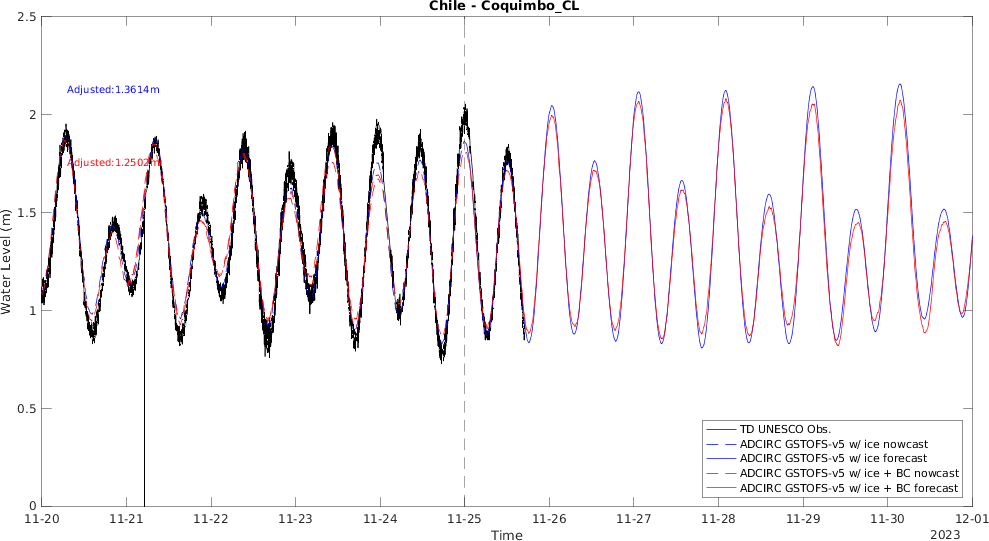 Chile - Coquimbo_CL
2.5
2
1.5
1
0.5
0
Water Level (m)
Adjusted:1.3614m
Adjusted:1.2502m
TD UNESCO Obs.
ADCIRC GSTOFS-v5 w/ ice nowcast
ADCIRC GSTOFS-v5 w/ ice forecast
ADCIRC GSTOFS-v5 w/ ice + BC nowcast
ADCIRC GSTOFS-v5 w/ ice + BC forecast
11-20 11-21 11-22 11-23 11-24 11-25 11-26 11-27 11-28 11-29 11-30 12-01
Time
2023